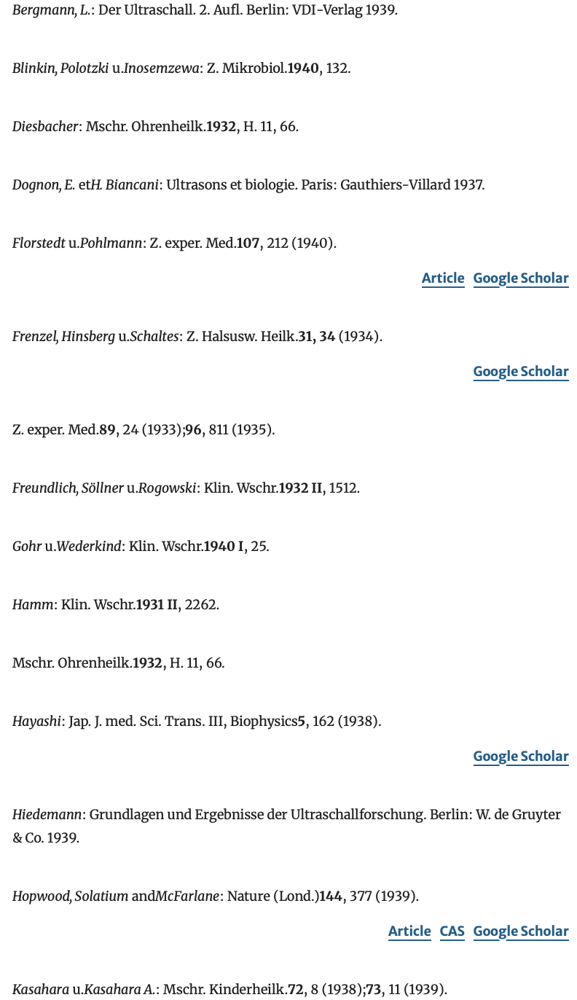 Bergmann, L.: Der Ultraschall. 2. Aufl. Berlin: VDI-Verlag 1939.
Blinkin, Polotzki u.Inosemzewa: Z. Mikrobiol.1940, 132.
Diesbacher: Mschr. Ohrenheilk.1932, H. 11, 66.
Dognon, E. etH. Biancani: Ultrasons et biologie. Paris: Gauthiers-Villard 1937.
Florstedt u.Pohlmann: Z. exper. Med.107, 212 (1940).
Article Google Scholar
Frenzel, Hinsberg u.Schaltes: Z. Halsusw. Heilk.31, 34 (1934).
Google Scholar
Z. exper. Med.89, 24 (1933);96, 811 (1935).
Freundlich, Söllner u.Rogowski: Klin. Wschr.1932 II, 1512.
Gohr u.Wederkind: Klin. Wschr.1940 I, 25.
Hamm: Klin. Wschr.1931 II, 2262.
Mschr. Ohrenheilk.1932, H. 11, 66.
Hayashi: Jap. J. med. Sci. Trans. III, Biophysics5, 162 (1938).
Google Scholar
Hiedemann: Grundlagen und Ergebnisse der Ultraschallforschung. Berlin: W. de Gruyter
& Co. 1939.
Hopwood, Solatium andMcFarlane: Nature (Lond.)144, 377 (1939).
Article CAS Google Scholar
Kasahara u.Kasahara A.: Mschr. Kinderheilk.72, 8 (1938);73, 11 (1939).